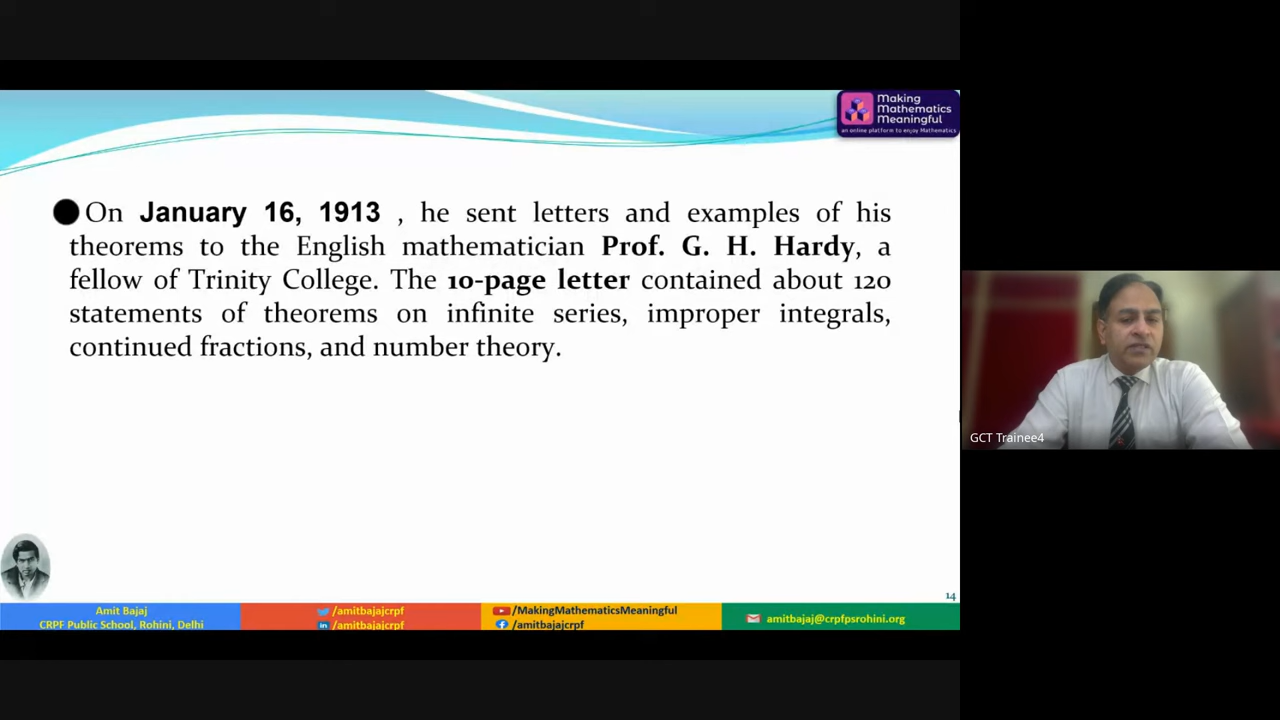 Making
Mathematics
Meaningful
an online platform to enjoy Mathematics
On January 16, 1913 , he sent letters and examples of his
theorems to the English mathematician Prof. G. H. Hardy, a
fellow of Trinity College. The 10-page letter contained about 120
statements of theorems on infinite series, improper integrals,
continued fractions, and number theory.
GCT Trainee4
14
Amit Bajaj
CRPF Public School, Rohini, Delhi
/amitbajajcrpf
/amitbajajcrpf
/MakingMathematicsMeaningful
/amitbajajcrpf
amitbajaj@crpfpsrohini.org